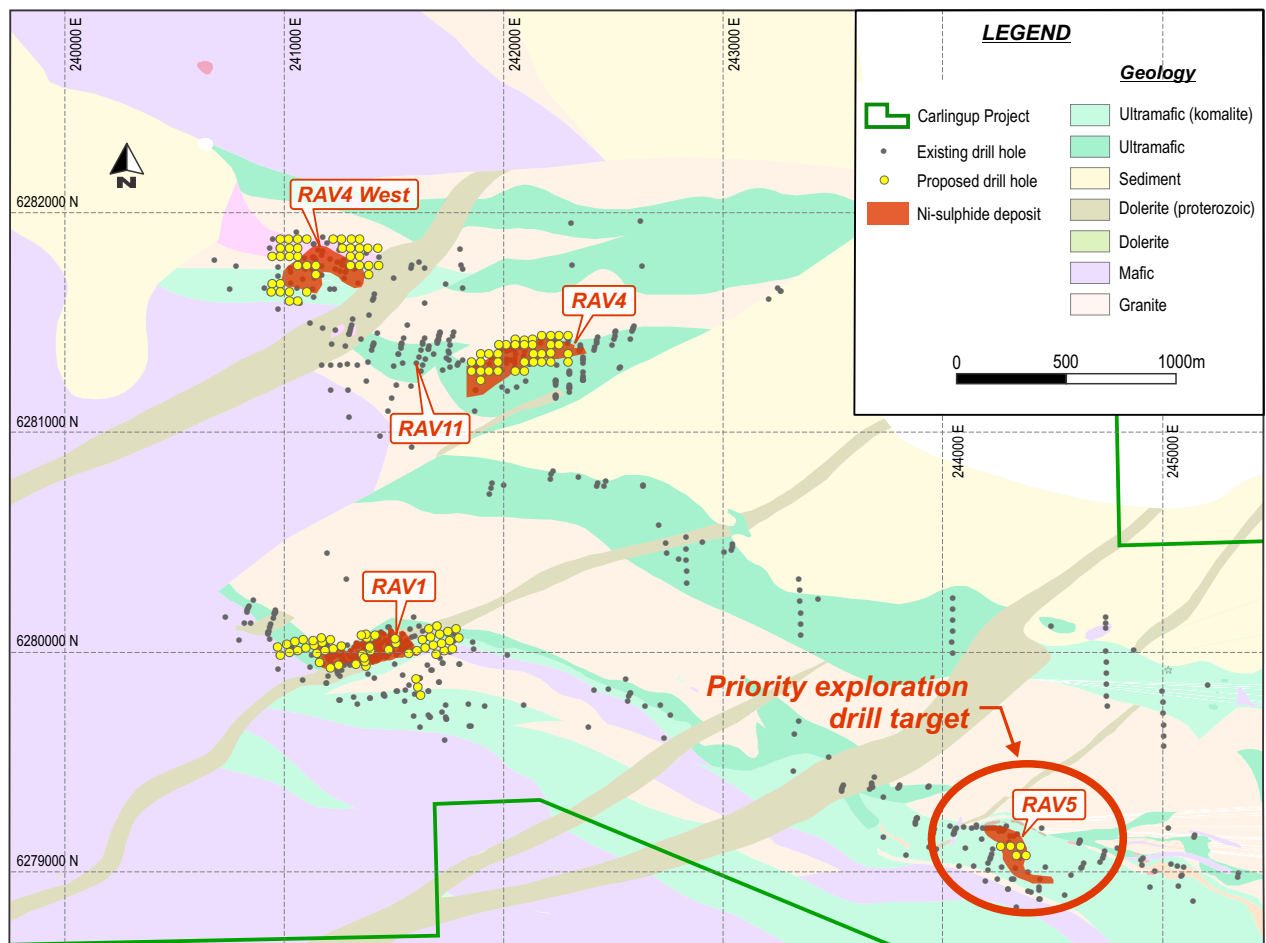 240000 E
241000 E
242000 E
243000 E
LEGEND
Geology
Carlingup Project
Existing drill hole
Proposed drill hole
Ni-sulphide deposit
Ultramafic (komalite)
Ultramafic
Sediment
Dolerite (proterozoic)
Dolerite
Mafic
Granite
0 500 1000m
N
6282000 N
RAV4 West
RAV4
RAV11
6281000 N
244000 E
245000 E
RAV1
6280000 N
Priority exploration
drill target
RAV5
6279000 N